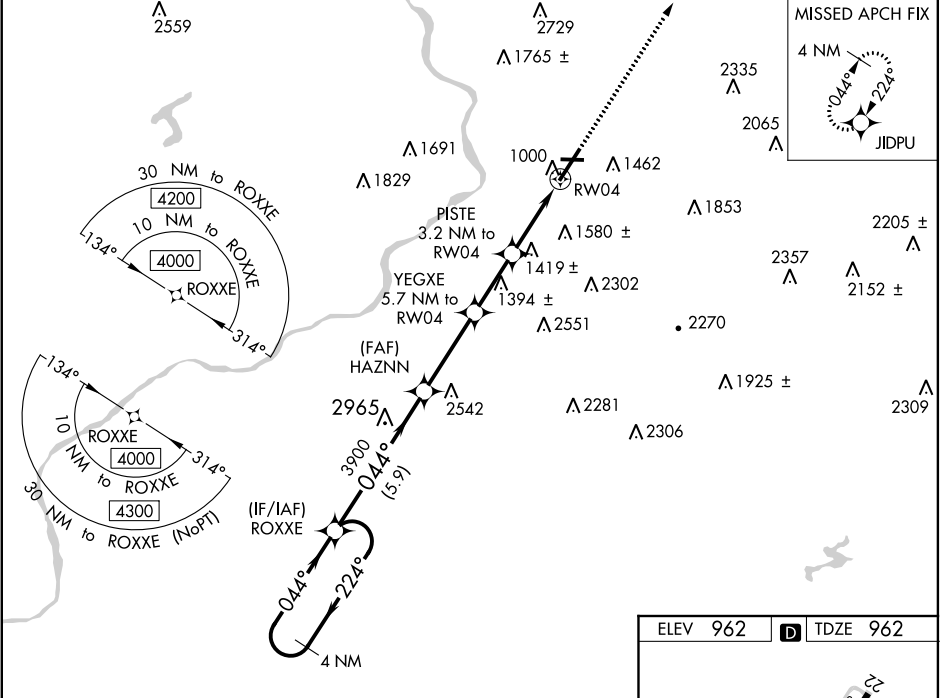 2559
2729
1765 ±
MISSED APCH FIX
4 NM
044°
224°
JIDPU
2335
2065
1691
1829
1000
1462
RW04
30 NM to ROXXE
4200
10 NM to ROXXE
4000
134°
ROXXE
314°
PISTE
3.2 NM to
RW04
1853
1580 ±
2205 ±
1419 ±
2357
2152 ±
YEGXE
5.7 NM to
RW04
1394 ±
2302
2551
2270
(FAF)
HAZNN
2542
2965
1925 ±
2309
2281
2306
134°
ROXXE
314°
4000
10 NM to ROXXE
4300
30 NM to ROXXE (NoPT)
3900
044°
(5.9)
(IF/IAF)
ROXXE
044°
224°
4 NM
ELEV 962
D
TDZE 962
22